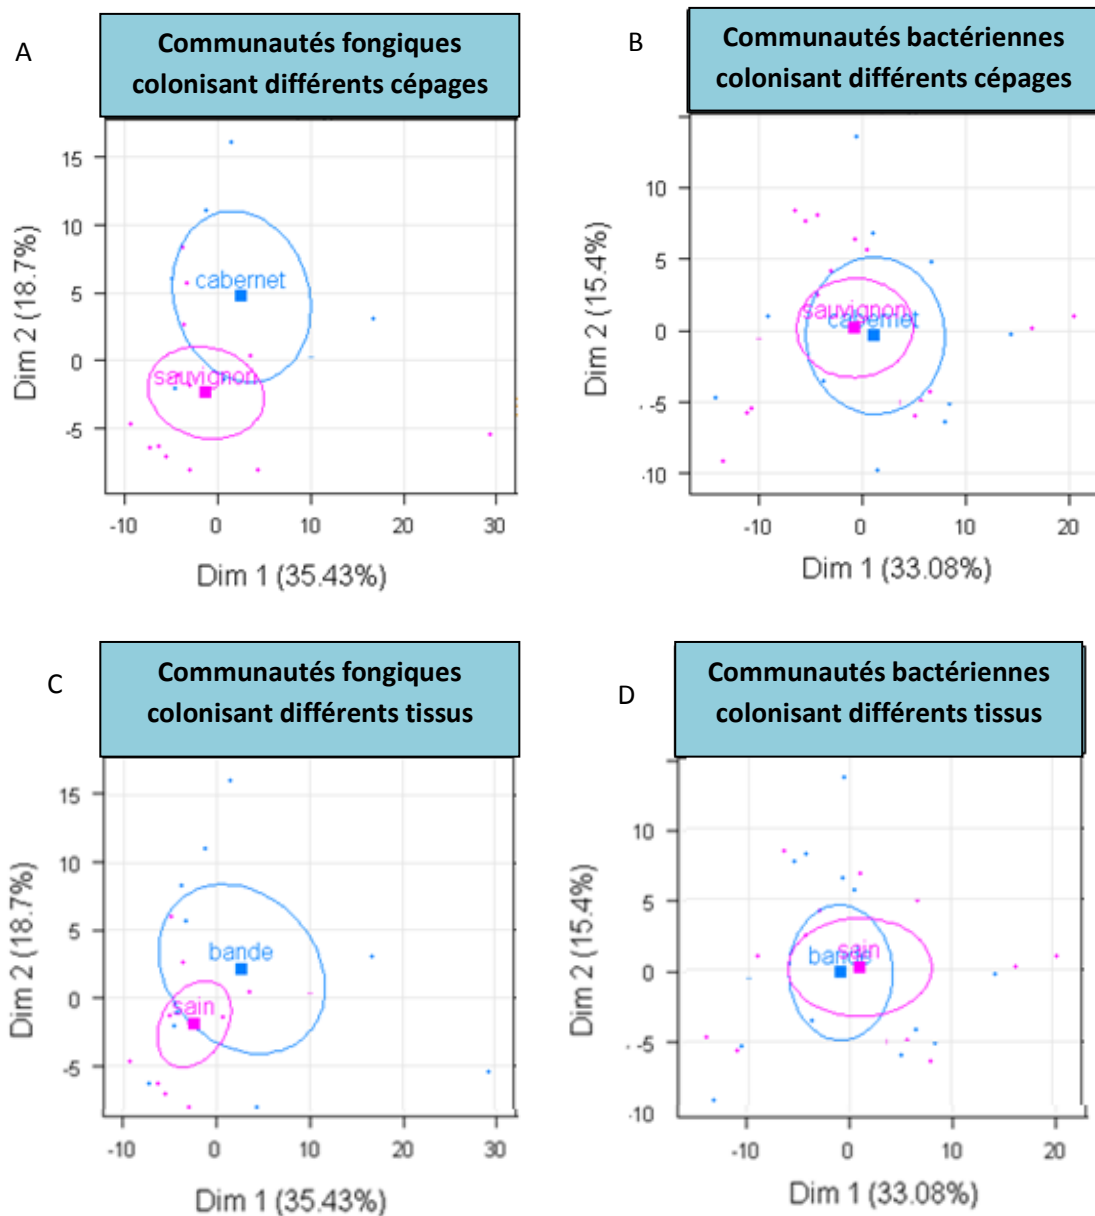 A
Communautés fongiques
colonisant différents cépages
15
10
5
0
-5
Dim 2 (18.7%)
cabernet
sauvignon
-10 0 10 20 30
Dim 1 (35.43%)
B
Communautés bactériennes
colonisant différents cépages
10
5
0
-5
-10
Dim 2 (15.4%)
sauvignon
cabernet
-10 0 10 20
Dim 1 (33.08%)
C
Communautés fongiques
colonisant différents tissus
15
10
5
0
-5
Dim 2 (18.7%)
bande
sain
-10 0 10 20 30
Dim 1 (35.43%)
D
Communautés bactériennes
colonisant différents tissus
10
5
0
-5
-10
Dim 2 (15.4%)
sain
bande
-10 0 10 20
Dim 1 (33.08%)